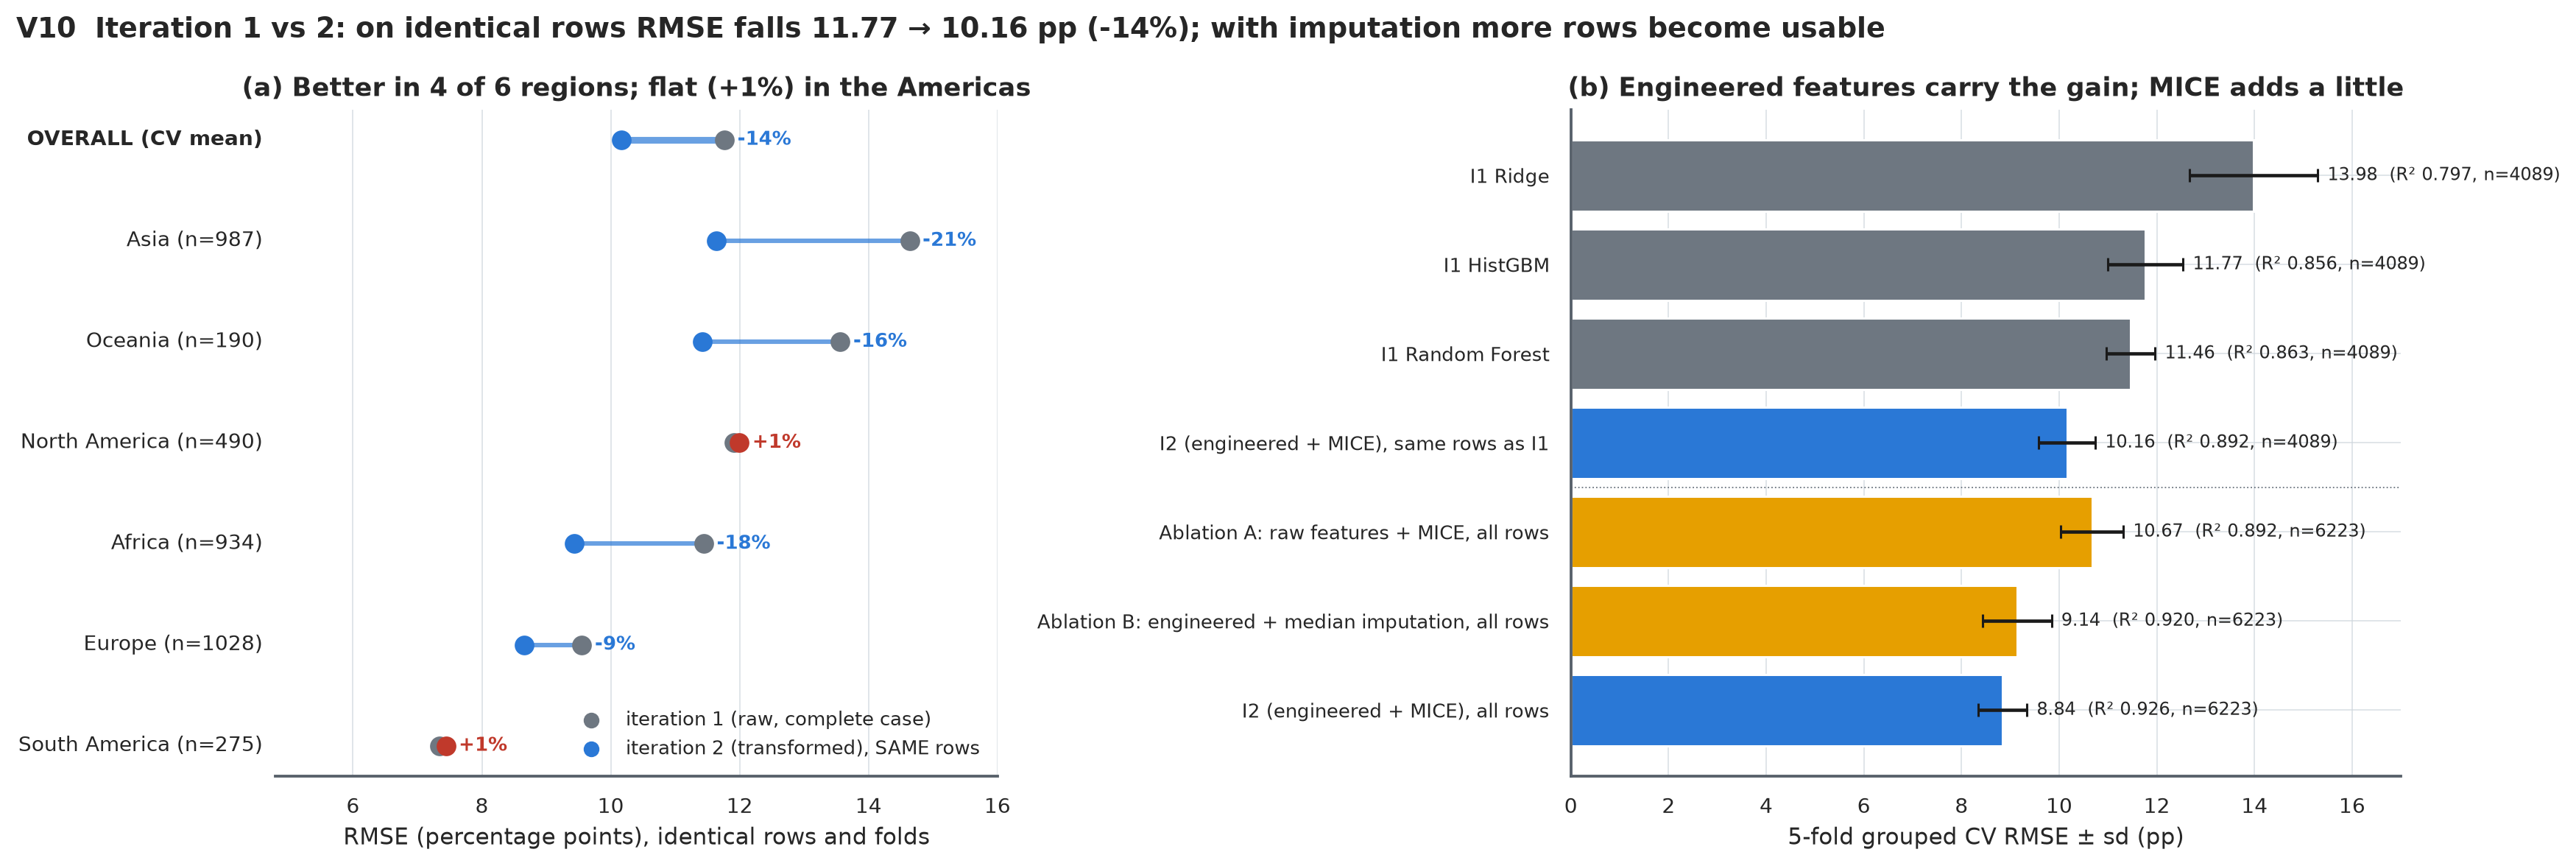 V10  Iteration 1 vs 2: on identical rows RMSE falls 11.77 → 10.16 pp (-14%); with imputation more rows become usable
(a) Better in 4 of 6 regions; flat (+1%) in the Americas
OVERALL (CV mean)
-14%
Asia (n=987)
-21%
Oceania (n=190)
-16%
North America (n=490)
+1%
Africa (n=934)
-18%
Europe (n=1028)
-9%
South America (n=275)
+1%
iteration 1 (raw, complete case)
iteration 2 (transformed), SAME rows
6 8 10 12 14 16
RMSE (percentage points), identical rows and folds
(b) Engineered features carry the gain; MICE adds a little
I1 Ridge
13.98  (R² 0.797, n=4089)
I1 HistGBM
11.77  (R² 0.856, n=4089)
I1 Random Forest
11.46  (R² 0.863, n=4089)
I2 (engineered + MICE), same rows as I1
10.16  (R² 0.892, n=4089)
Ablation A: raw features + MICE, all rows
10.67  (R² 0.892, n=6223)
Ablation B: engineered + median imputation, all rows
9.14  (R² 0.920, n=6223)
I2 (engineered + MICE), all rows
8.84  (R² 0.926, n=6223)
0 2 4 6 8 10 12 14 16
5-fold grouped CV RMSE ± sd (pp)